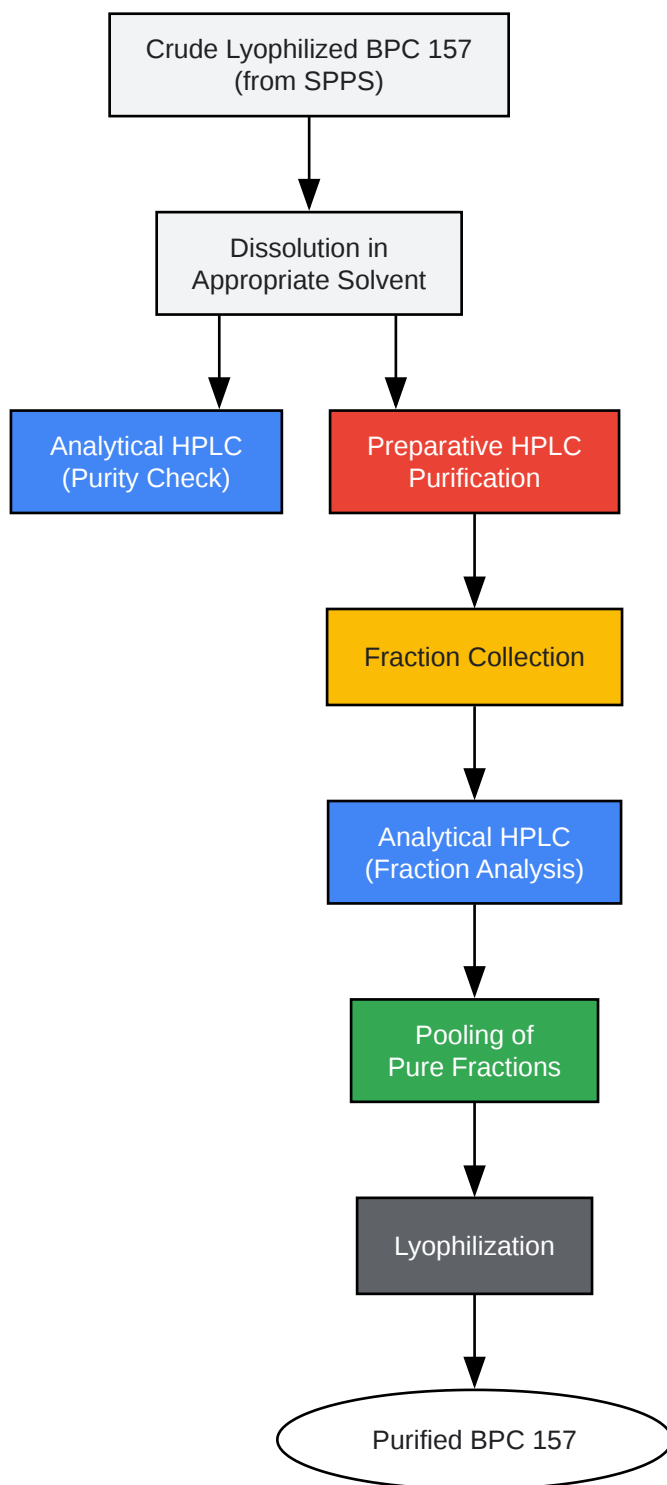 Crude Lyophilized BPC 157
(from SPPS)
Dissolution in
Appropriate Solvent
Analytical HPLC
(Purity Check)
Preparative HPLC
Purification
Fraction Collection
Analytical HPLC
(Fraction Analysis)
Pooling of
Pure Fractions
Lyophilization
Purified BPC 157